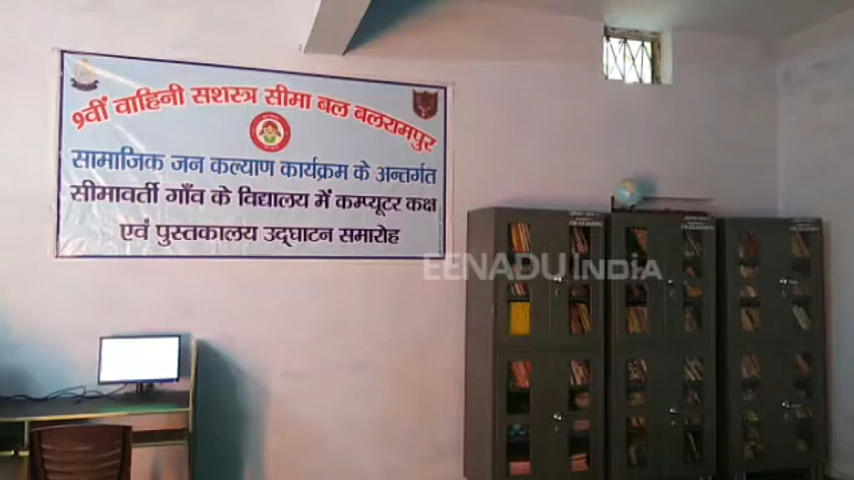 9वीं वाहिनी सशस्त्र सीमा बल बलरामपुर
सामाजिक जन कल्याण कार्यक्रम के अन्तर्गत
सीमावर्ती गाँव के विद्यालय में कम्प्यूटर कक्ष
एवं पुस्तकालय उद्घाटन समारोह
EENADU INDIA